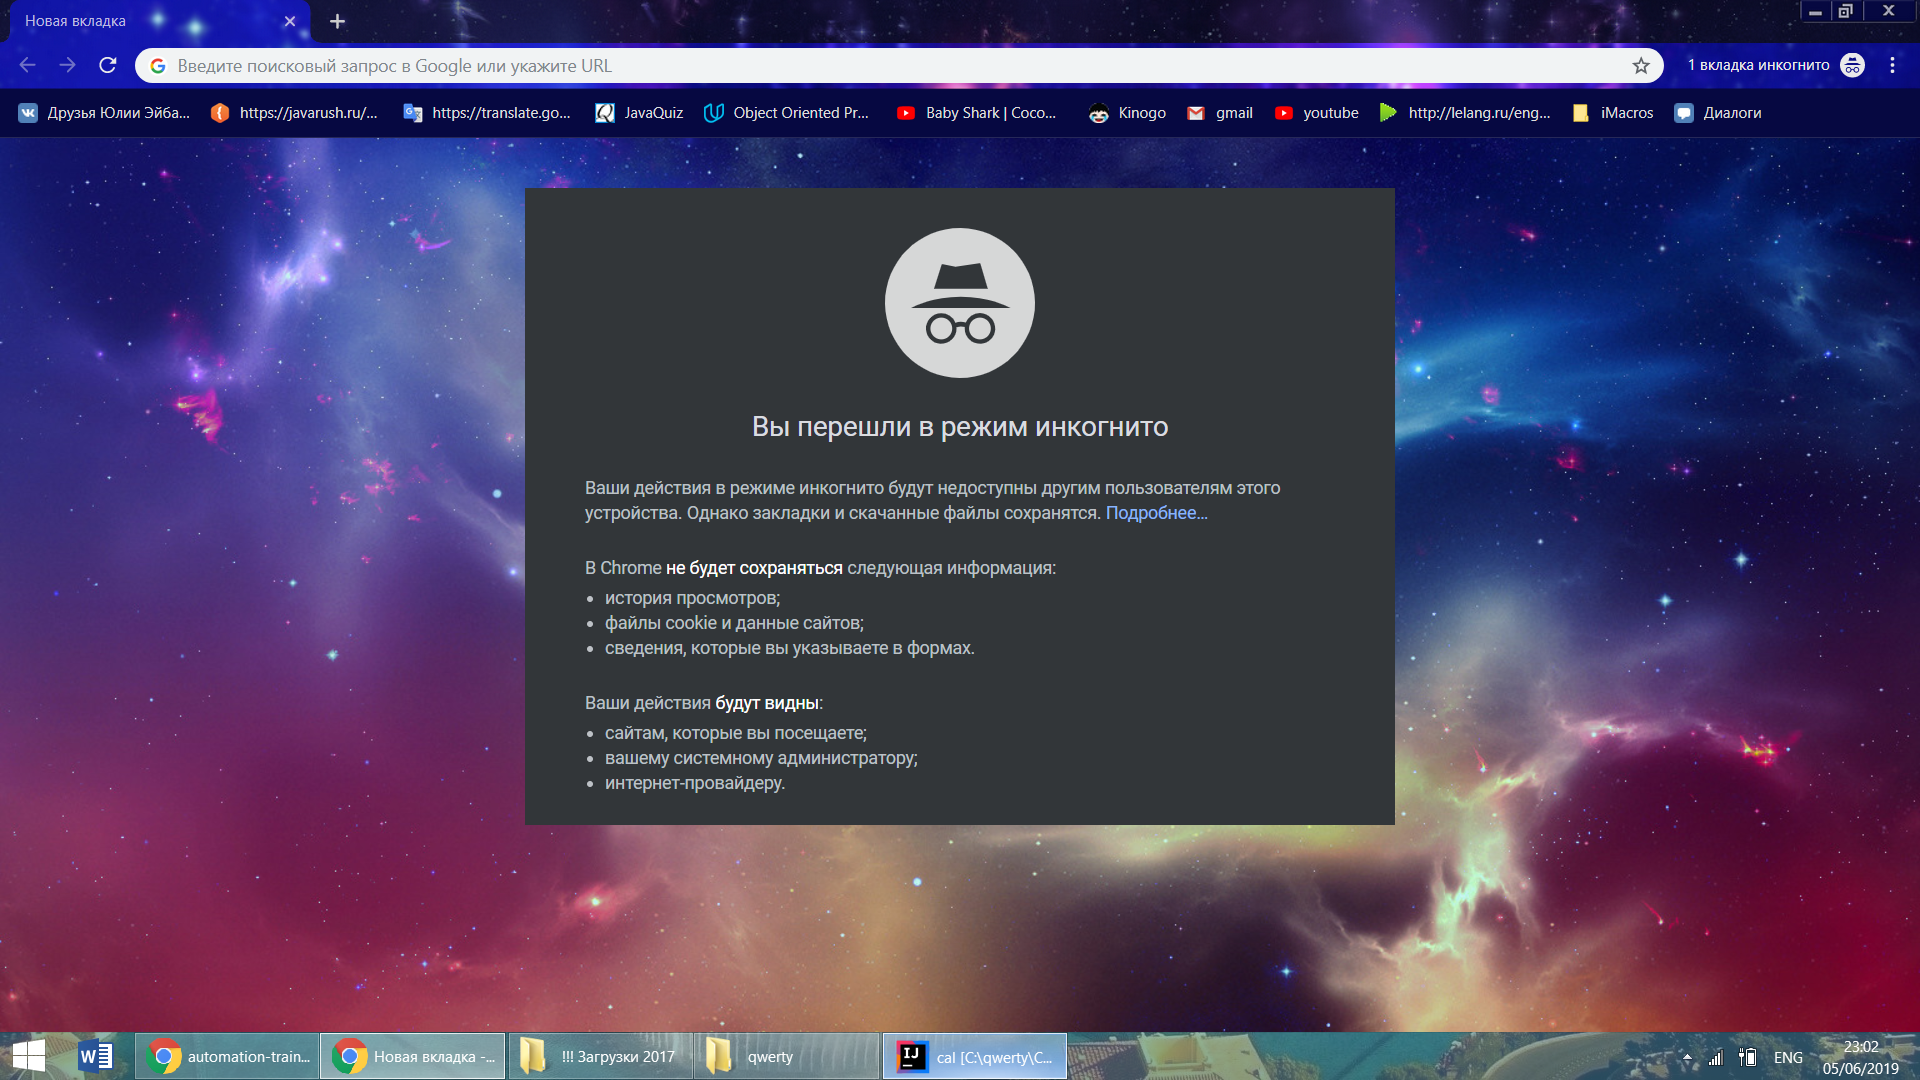 Новая вкладка
Введите поисковый запрос в Google или укажите URL
1 вкладка инкогнито
Друзья Юлии Эйба...
https://javarush.ru/...
https://translate.go...
JavaQuiz
Object Oriented Pr...
Baby Shark | Coco...
Kinogo
gmail
youtube
http://lelang.ru/eng...
iMacros
Диалоги
Вы перешли в режим инкогнито
Ваши действия в режиме инкогнито будут недоступны другим пользователям этого
устройства. Однако закладки и скачанные файлы сохранятся. Подробнее...
В Chrome не будет сохраняться следующая информация:
• история просмотров;
• файлы cookie и данные сайтов;
• сведения, которые вы указываете в формах.
Ваши действия будут видны:
• сайтам, которые вы посещаете;
• вашему системному администратору;
• интернет-провайдеру.
automation-train...
Новая вкладка -...
!!! Загрузки 2017
qwerty
cal [C:\qwerty\C...
ENG
23:02
05/06/2019